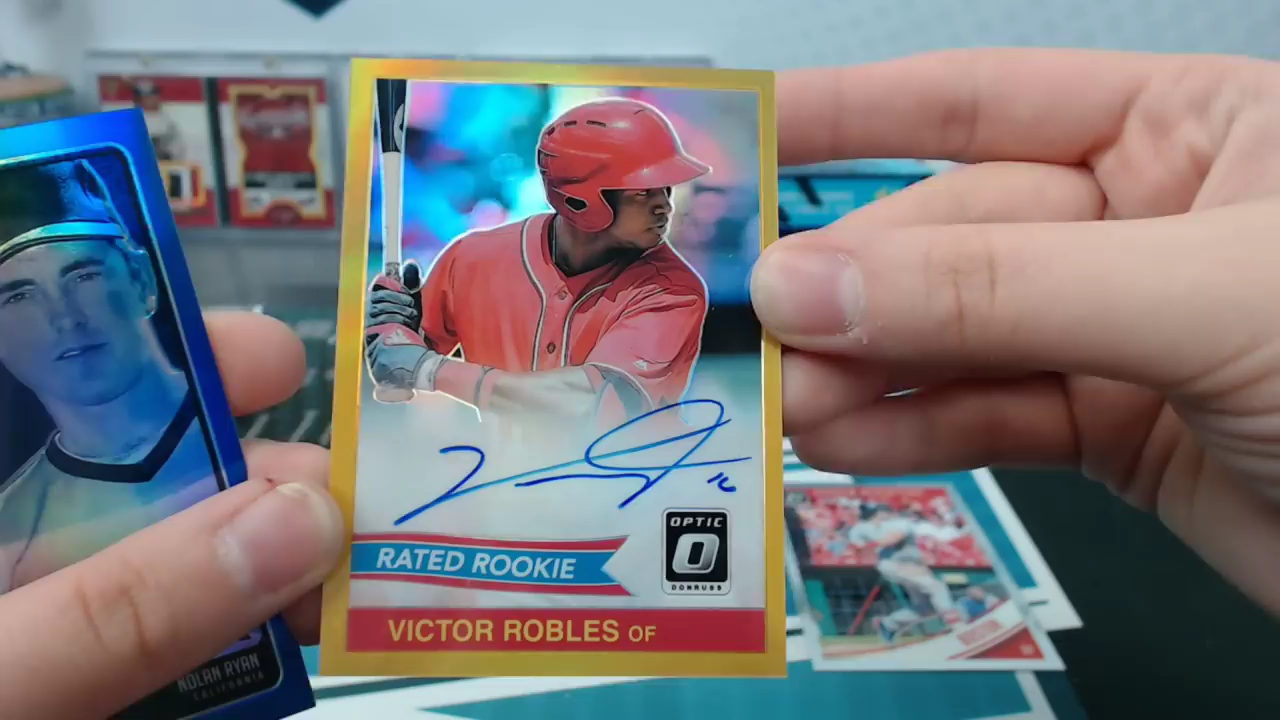 OPTIC
O
DONRUSS
RATED ROOKIE
VICTOR ROBLES OF
NOLAN RYAN
CALIFORNIA